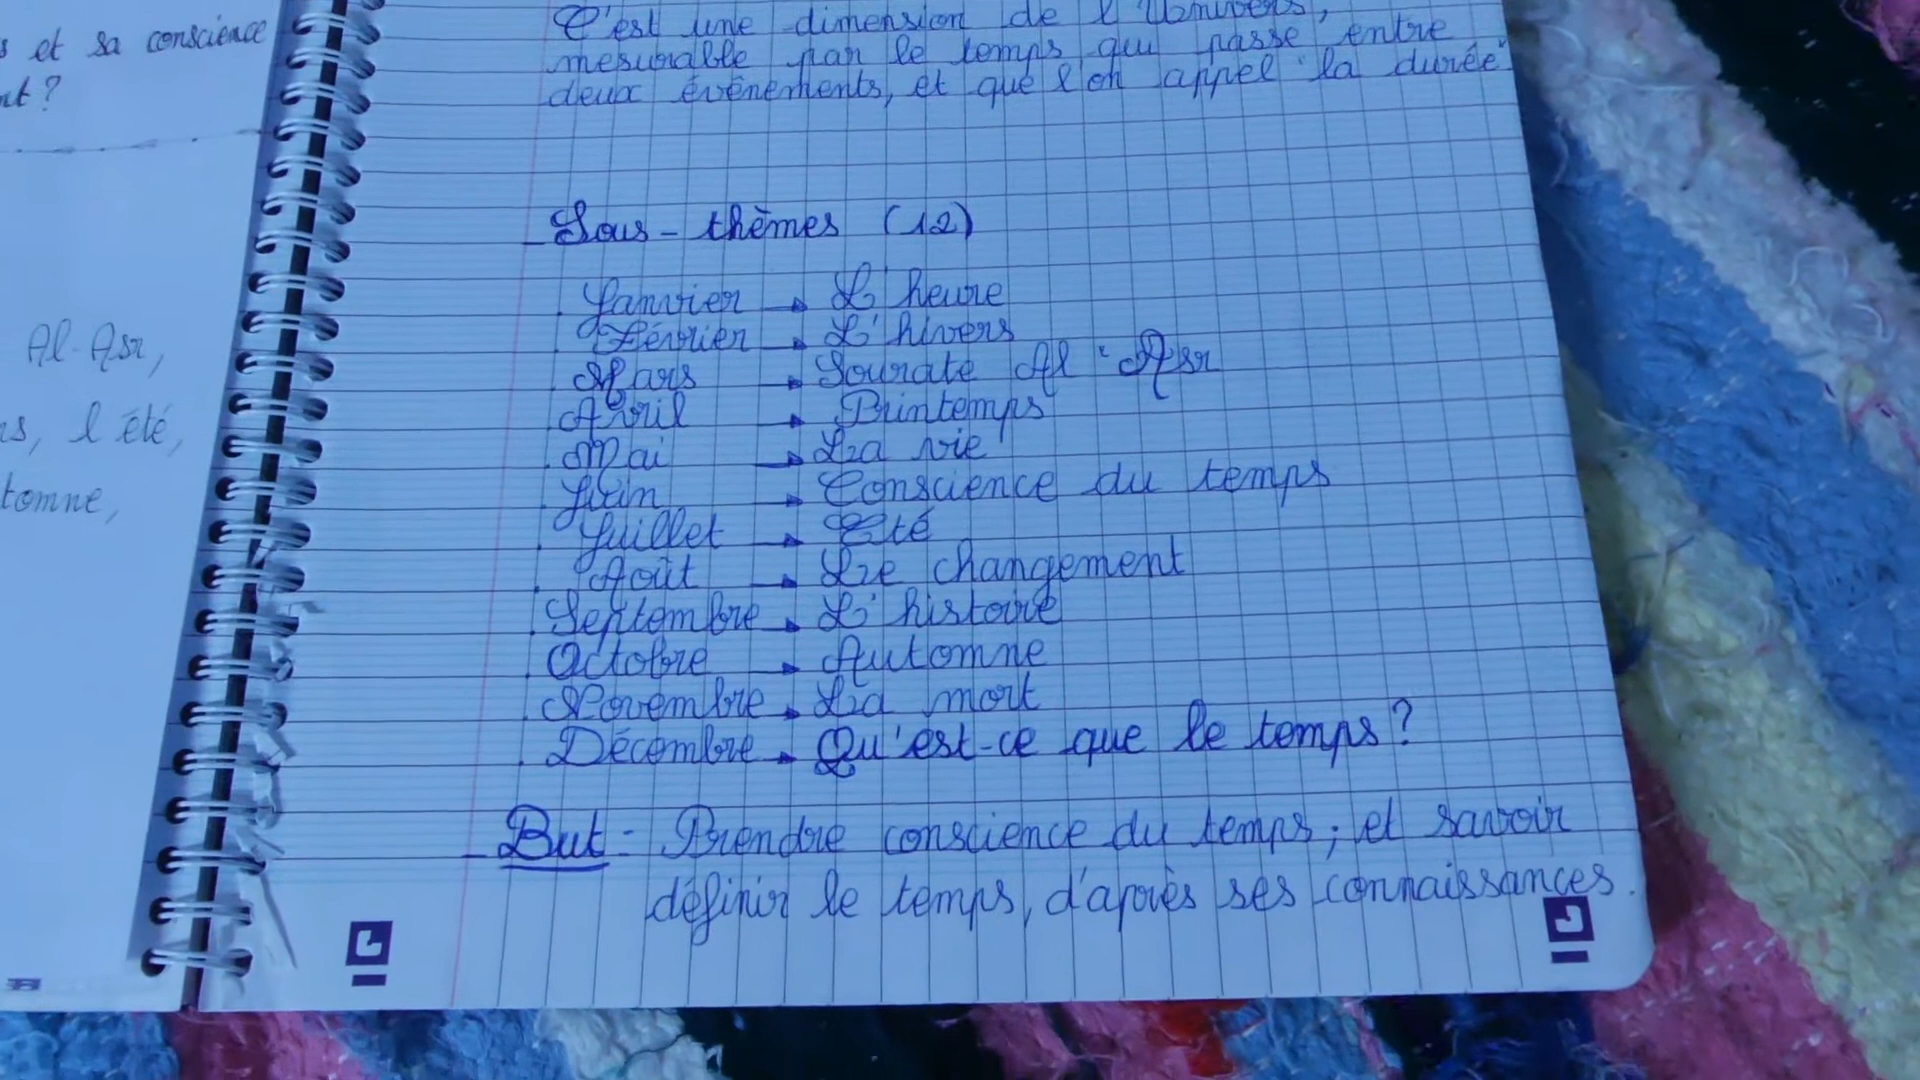 s et sa conscience
nt?
Al-Asr,
rs, l'été,
tomne,
C'est une dimension de l'Univers,
mesurable par le temps qui passe entre
deux événements, et que l'on appel "la durée"
- Sous-thèmes (12)
. Janvier → L'heure
. Février → L'hivers
. Mars → Sourate Al 'Asr
. Avril → Printemps
. Mai → La vie
. Juin → Conscience du temps
. Juillet → Eté
. Août → Le changement
. Septembre → L'histoire
. Octobre → Automne
. Novembre → La mort
. Décembre → Qu'est-ce que le temps?
- But - Prendre conscience du temps; et savoir
définir le temps, d'après ses connaissances.